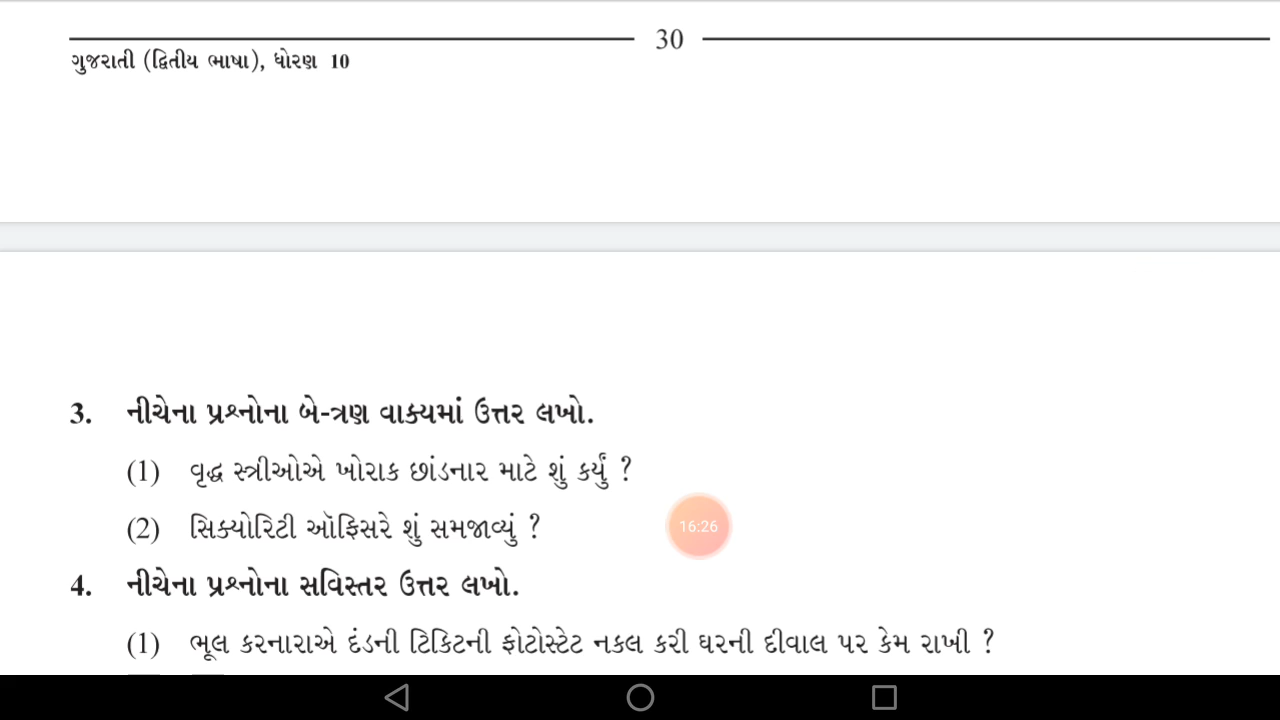 30
ગુજરાતી (દ્વિતીય ભાષા), ધોરણ 10
3. નીચેના પ્રશ્નોના બે-ત્રણ વાક્યમાં ઉત્તર લખો.
(1) વૃદ્ધ સ્ત્રીઓએ ખોરાક છાંડનાર માટે શું કર્યું ?
(2) સિક્યોરિટી ઑફિસરે શું સમજાવ્યું ?
16:26
4. નીચેના પ્રશ્નોના સવિસ્તર ઉત્તર લખો.
(1) ભૂલ કરનારાએ દંડની ટિકિટની ફોટોસ્ટેટ નકલ કરી ઘરની દીવાલ પર કેમ રાખી ?